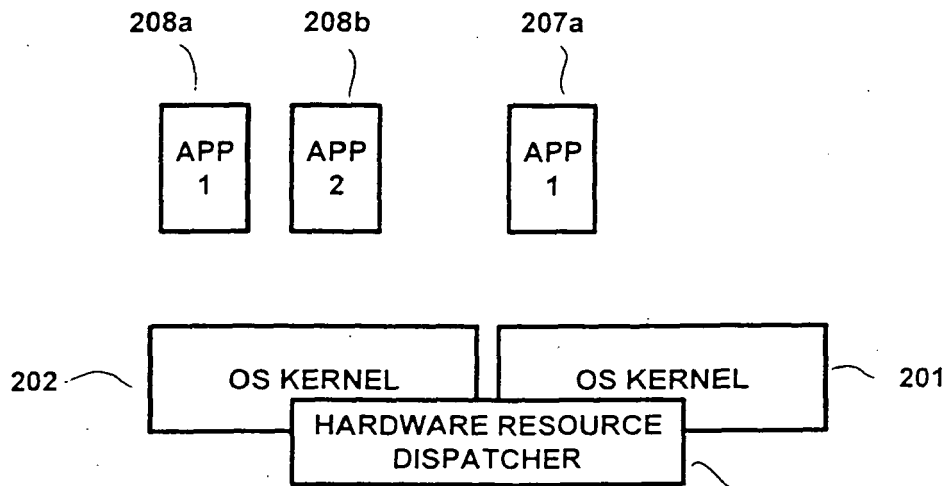 208a 208b 207a
APP
1
APP
2
APP
1
202 OS KERNEL OS KERNEL 201
HARDWARE RESOURCE
DISPATCHER